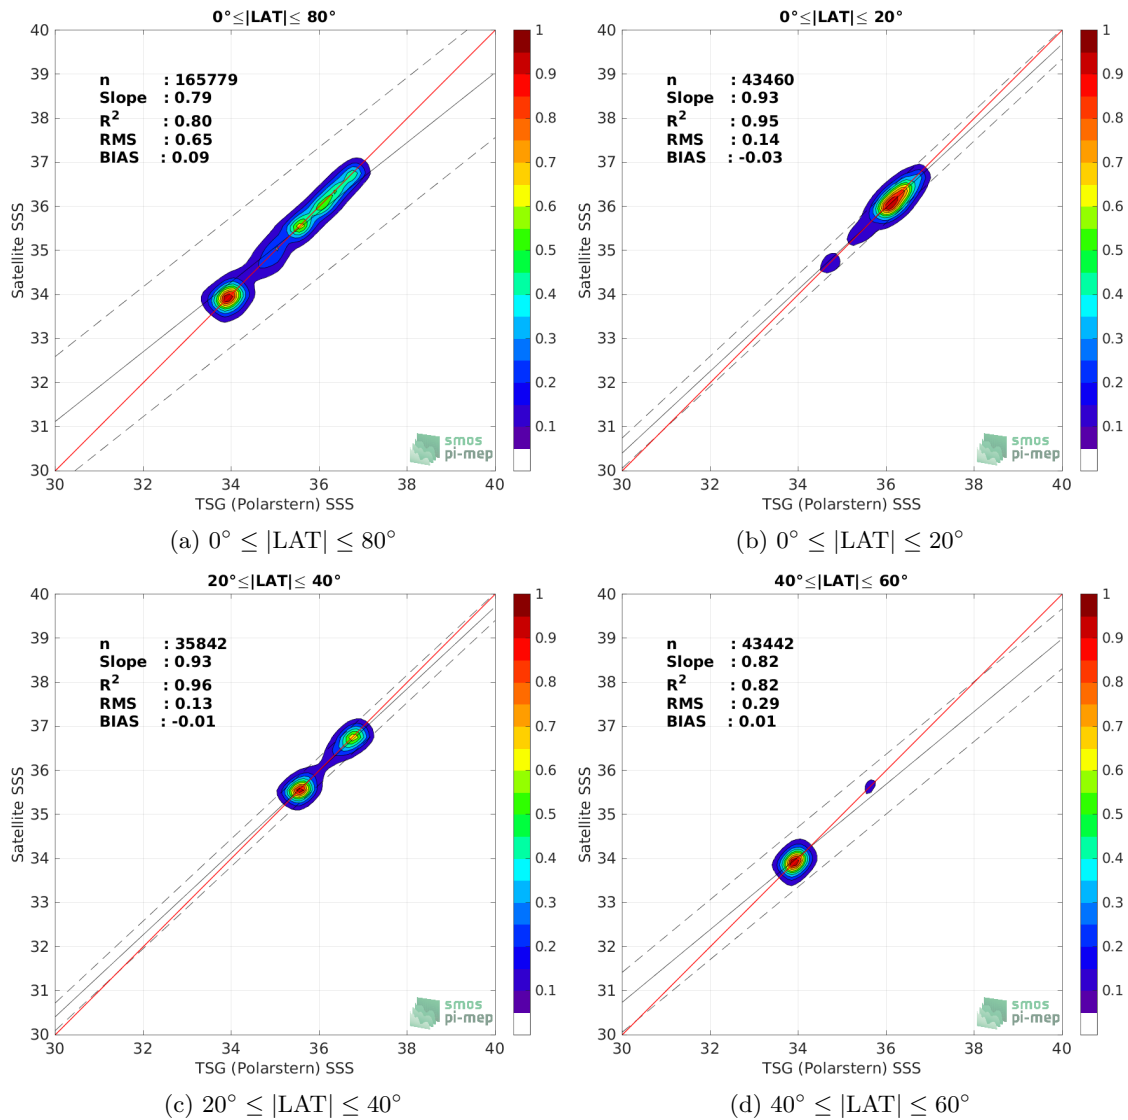 0°≤|LAT|≤ 80°
n : 165779
Slope : 0.79
R² : 0.80
RMS : 0.65
BIAS : 0.09
40
39
38
37
36
35
34
33
32
31
30
Satellite SSS
30 32 34 36 38 40
TSG (Polarstern) SSS
1
0.9
0.8
0.7
0.6
0.5
0.4
0.3
0.2
0.1
smos
pi-mep
(a) 0° ≤ |LAT| ≤ 80°
0°≤|LAT|≤ 20°
n : 43460
Slope : 0.93
R² : 0.95
RMS : 0.14
BIAS : -0.03
40
39
38
37
36
35
34
33
32
31
30
Satellite SSS
30 32 34 36 38 40
TSG (Polarstern) SSS
1
0.9
0.8
0.7
0.6
0.5
0.4
0.3
0.2
0.1
smos
pi-mep
(b) 0° ≤ |LAT| ≤ 20°
20°≤|LAT|≤ 40°
n : 35842
Slope : 0.93
R² : 0.96
RMS : 0.13
BIAS : -0.01
40
39
38
37
36
35
34
33
32
31
30
Satellite SSS
30 32 34 36 38 40
TSG (Polarstern) SSS
1
0.9
0.8
0.7
0.6
0.5
0.4
0.3
0.2
0.1
smos
pi-mep
(c) 20° ≤ |LAT| ≤ 40°
40°≤|LAT|≤ 60°
n : 43442
Slope : 0.82
R² : 0.82
RMS : 0.29
BIAS : 0.01
40
39
38
37
36
35
34
33
32
31
30
Satellite SSS
30 32 34 36 38 40
TSG (Polarstern) SSS
1
0.9
0.8
0.7
0.6
0.5
0.4
0.3
0.2
0.1
smos
pi-mep
(d) 40° ≤ |LAT| ≤ 60°